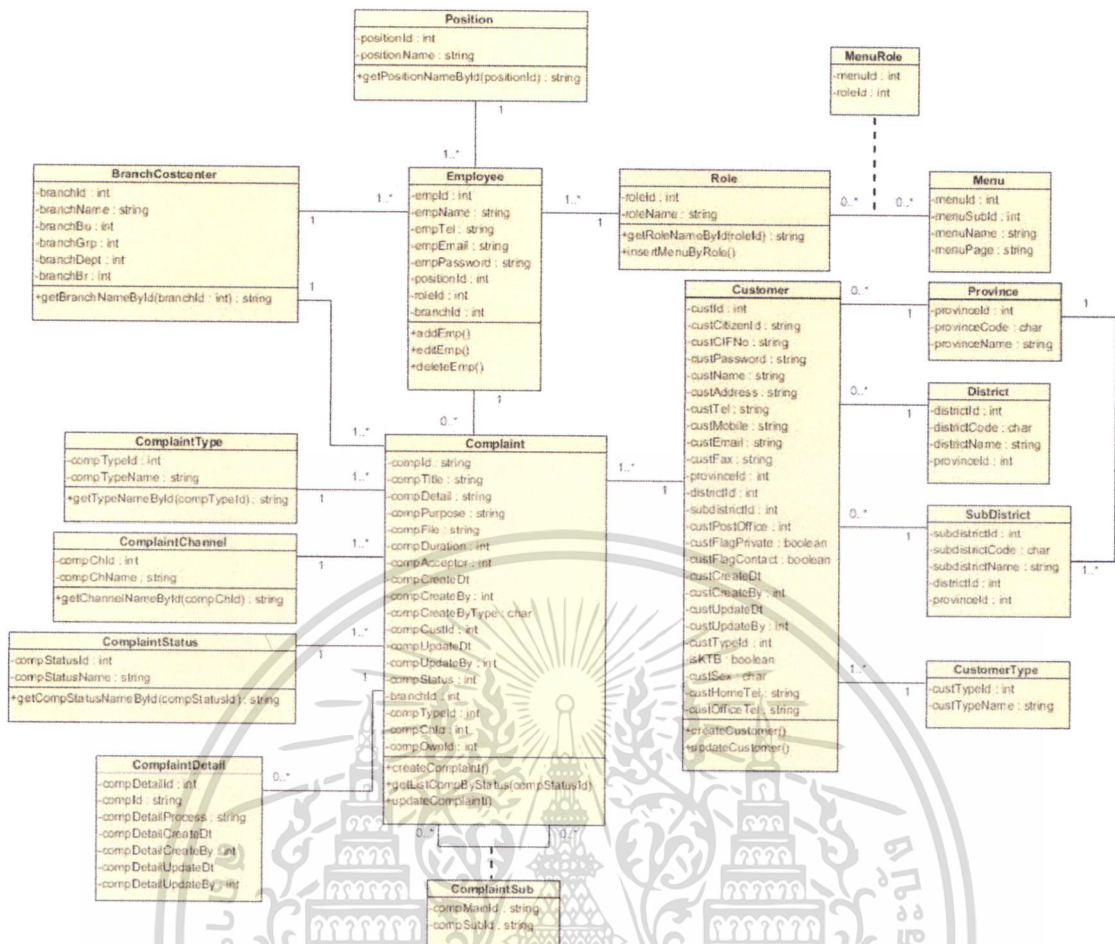 Position
-positionId : int
-positionName : string
+getPositionNameById(positionId) : string
1
1..*
MenuRole
-menuId : int
-roleId : int
BranchCostcenter
-branchId : int
-branchName : string
-branchBu : int
-branchGrp : int
-branchDept : int
-branchBr : int
+getBranchNameById(branchId : int) : string
1
1..*
1
1..*
Employee
-empId : int
-empName : string
-empTel : string
-empEmail : string
-empPassword : string
-positionId : int
-roleId : int
-branchId : int
+addEmp()
+editEmp()
+deleteEmp()
1..*
1
1
0..*
Role
-roleId : int
-roleName : string
+getRoleNameById(roleId) : string
+insertMenuByRole()
0..*
0..*
Menu
-menuId : int
-menuSubId : int
-menuName : string
-menuPage : string
Customer
-custId : int
-custCitizenId : string
-custCIFNo : string
-custPassword : string
-custName : string
-custAddress : string
-custTel : string
-custMobile : string
-custEmail : string
-custFax : string
-provinceId : int
-districtId : int
-subdistrictId : int
-custPostOffice : int
-custFlagPrivate : boolean
-custFlagContact : boolean
-custCreateDt
-custCreateBy : int
-custUpdateDt
-custUpdateBy : int
-custTypeId : int
-isKTB : boolean
-custSex : char
-custHomeTel : string
-custOfficeTel : string
+createCustomer()
+updateCustomer()
0..*
1
Province
-provinceId : int
-provinceCode : char
-provinceName : string
1
0..*
1
District
-districtId : int
-districtCode : char
-districtName : string
-provinceId : int
0..*
1
SubDistrict
-subdistrictId : int
-subdistrictCode : char
-subdistrictName : string
-districtId : int
-provinceId : int
1..*
1..*
1
CustomerType
-custTypeId : int
-custTypeName : string
ComplaintType
-compTypeId : int
-compTypeName : string
+getTypeNameById(compTypeId) : string
1..*
1
ComplaintChannel
-compChId : int
-compChName : string
+getChannelNameById(compChId) : string
1..*
1
ComplaintStatus
-compStatusId : int
-compStatusName : string
+getCompStatusNameById(compStatusId) : string
1..*
1
Complaint
-compId : string
-compTitle : string
-compDetail : string
-compPurpose : string
-compFile : string
-compDuration : int
-compAcceptor : int
-compCreateDt
-compCreateBy : int
-compCreateByType : char
-compCustId : int
-compUpdateDt
-compUpdateBy : int
-compStatus : int
-branchId : int
-compTypeId : int
-compChId : int
-compOwnId : int
+createComplaint()
+getListCompByStatus(compStatusId)
+updateComplaint()
1..*
1
1
0..*
ComplaintDetail
-compDetailId : int
-compId : string
-compDetailProcess : string
-compDetailCreateDt
-compDetailCreateBy : int
-compDetailUpdateDt
-compDetailUpdateBy : int
0..*
0..*
ComplaintSub
-compMainId : string
-compSubId : string